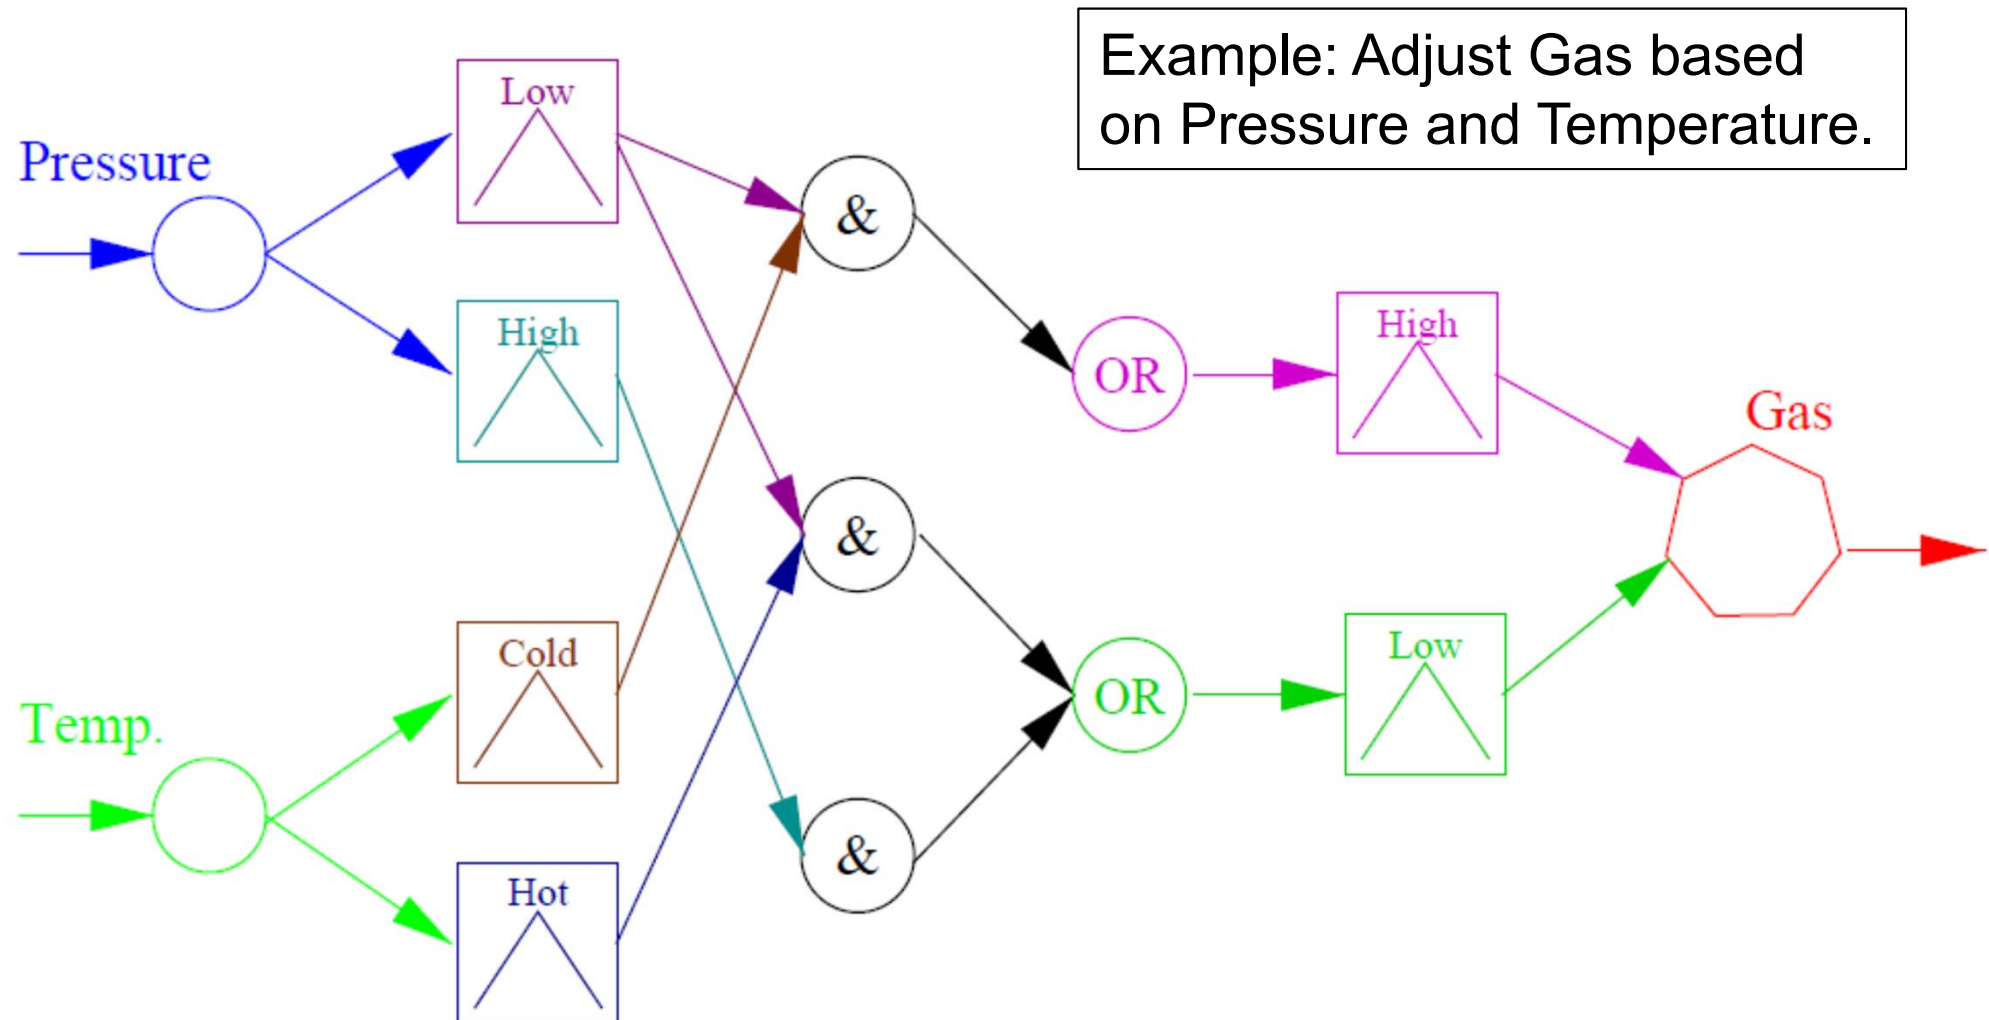 Example: Adjust Gas based
on Pressure and Temperature.
Pressure
Low
&
High
OR
High
Gas
&
Cold
OR
Low
Temp.
&
Hot